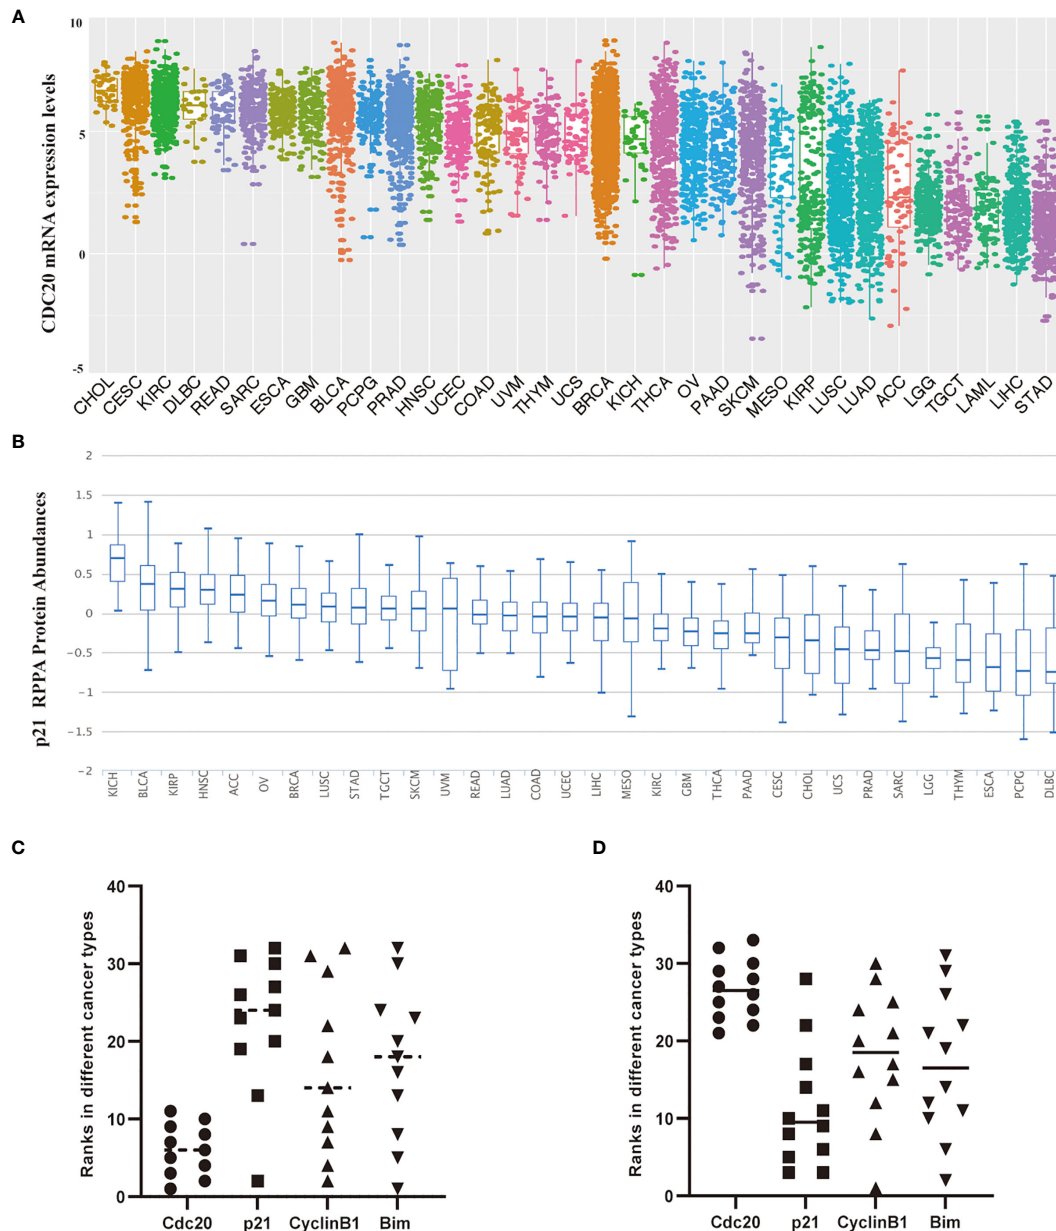 A
CDC20 mRNA expression levels
10
5
0
-5
CHOL
CESC
KIRC
DLBC
READ
SARC
ESCA
GBM
BLCA
PCPG
PRAD
HNSC
UCEC
COAD
UVM
THYM
UCS
BRCA
KICH
THCA
OV
PAAD
SKCM
MESO
KIRP
LUSC
LUAD
ACC
LGG
TGCT
LAML
LIHC
STAD
B
p21 RPPA Protein Abundances
2
1.5
1
0.5
0
−0.5
−1
−1.5
−2
KICH
BLCA
KIRP
HNSC
ACC
OV
BRCA
LUSC
STAD
TGCT
SKCM
UVM
READ
LUAD
COAD
UCEC
LIHC
MESO
KIRC
GBM
THCA
PAAD
CESC
CHOL
UCS
PRAD
SARC
LGG
THYM
ESCA
PCPG
DLBC
C
Ranks in different cancer types
40
30
20
10
0
Cdc20
p21
CyclinB1
Bim
D
Ranks in different cancer types
40
30
20
10
0
Cdc20
p21
CyclinB1
Bim